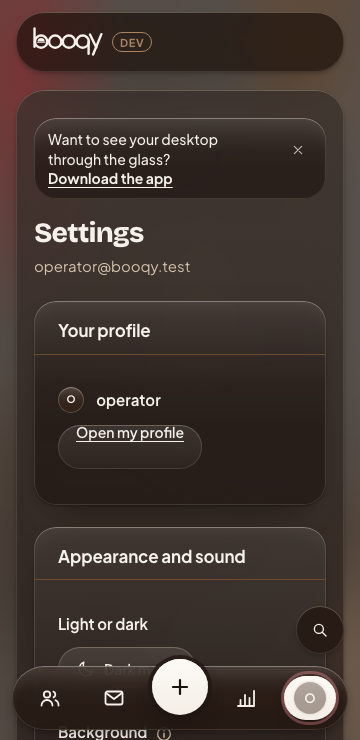 booqy DEV
Want to see your desktop
through the glass?
Download the app
Settings
operator@booqy.test
Your profile
operator
Open my profile
Appearance and sound
Light or dark
Background